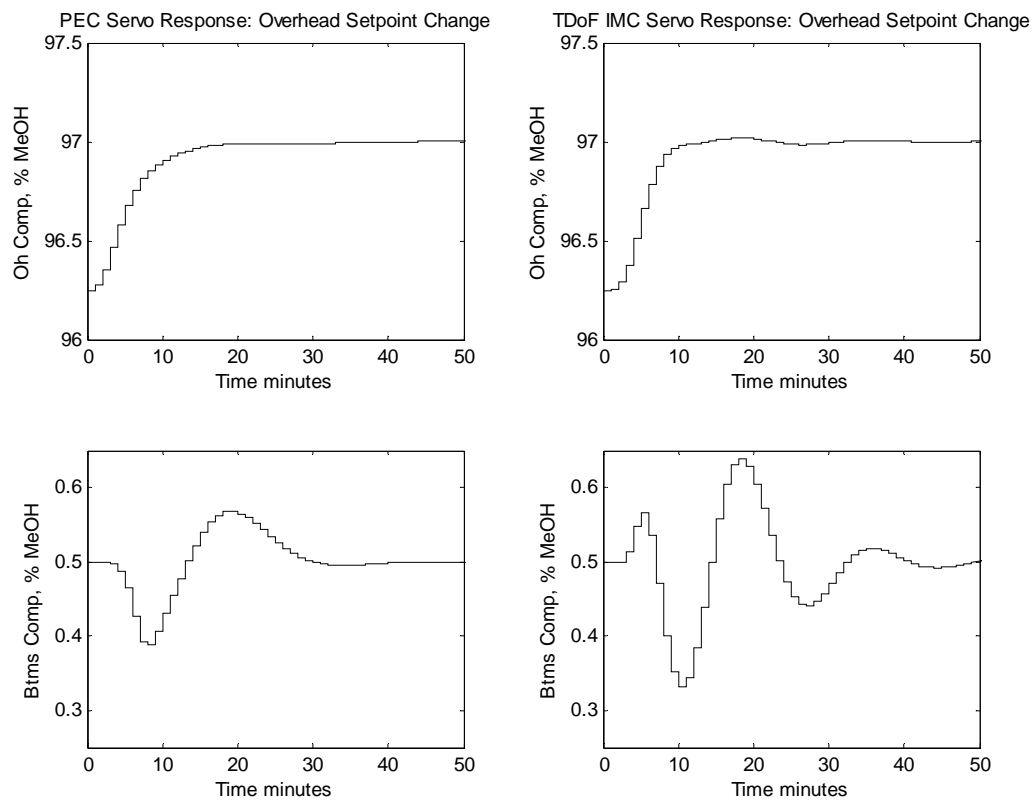 PEC Servo Response: Overhead Setpoint Change
97.5
97
96.5
96
Oh Comp, % MeOH
0 10 20 30 40 50
Time minutes
TDoF IMC Servo Response: Overhead Setpoint Change
97.5
97
96.5
96
Oh Comp, % MeOH
0 10 20 30 40 50
Time minutes
0.6
0.5
0.4
0.3
Btms Comp, % MeOH
0 10 20 30 40 50
Time minutes
0.6
0.5
0.4
0.3
Btms Comp, % MeOH
0 10 20 30 40 50
Time minutes